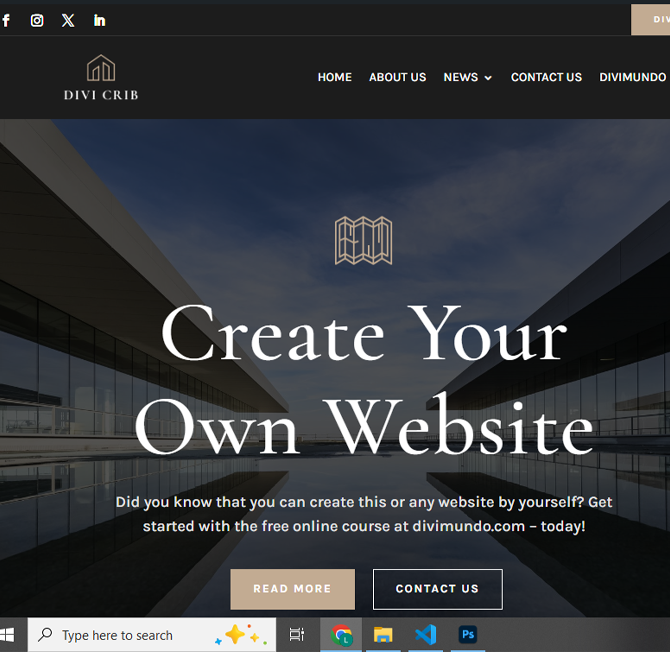 DIV
DIVI CRIB
HOME ABOUT US NEWS CONTACT US DIVIMUNDO
Create Your
Own Website
Did you know that you can create this or any website by yourself? Get
started with the free online course at divimundo.com – today!
READ MORE CONTACT US
Type here to search
L
Ps